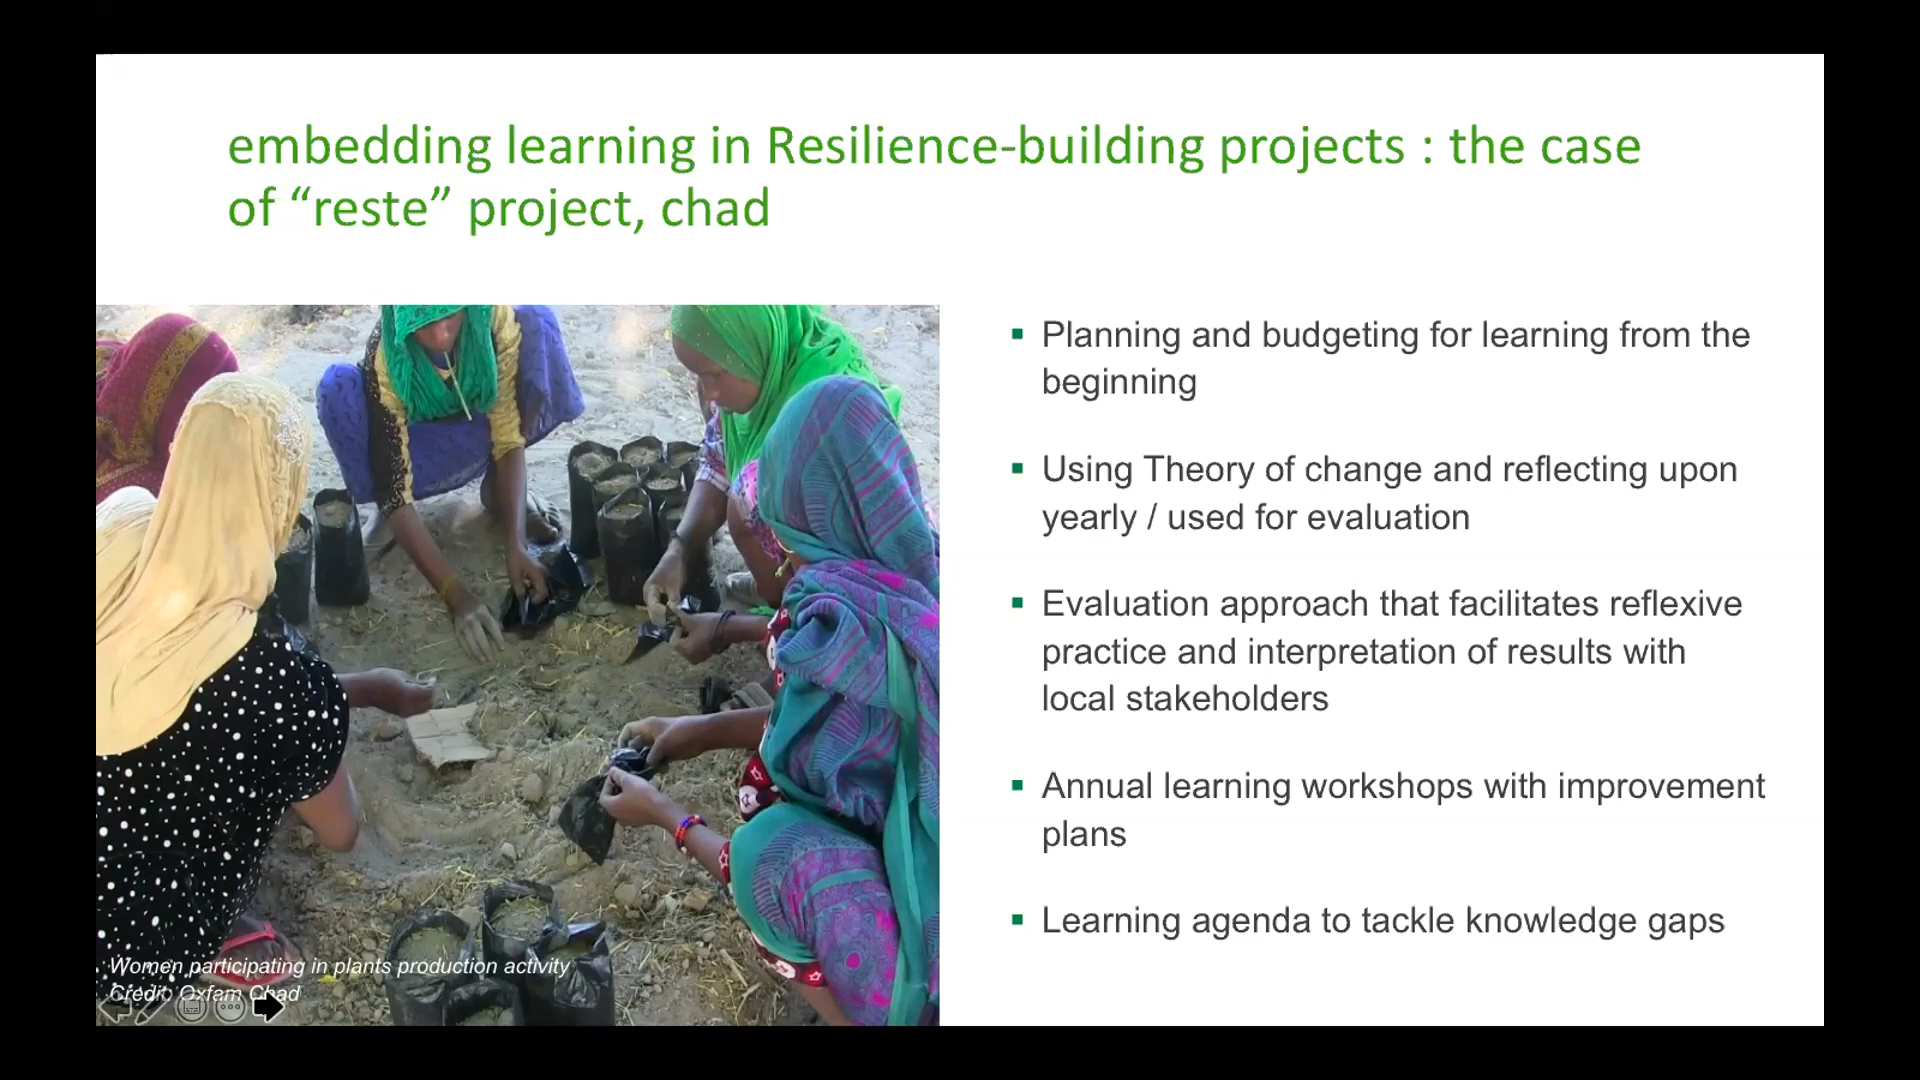 embedding learning in Resilience-building projects : the case
of “reste” project, chad
Planning and budgeting for learning from the
beginning
Using Theory of change and reflecting upon
yearly / used for evaluation
Evaluation approach that facilitates reflexive
practice and interpretation of results with
local stakeholders
Annual learning workshops with improvement
plans
Learning agenda to tackle knowledge gaps
Women participating in plants production activity
Credit Oxfam Chad